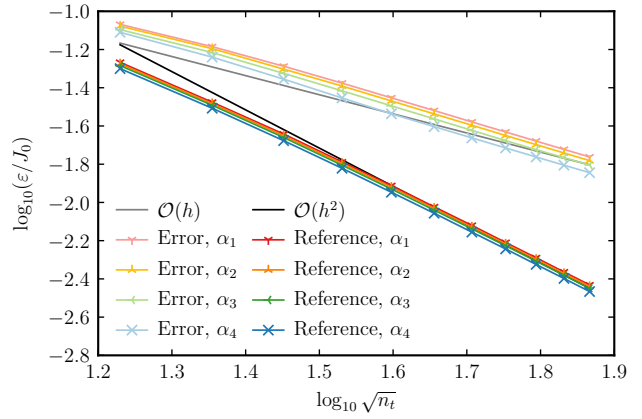 −1.0
−1.2
−1.4
−1.6
−1.8
−2.0
−2.2
−2.4
−2.6
−2.8
log₁₀(ε/J₀)
𝒪(h) 𝒪(h²)
Error, α₁ Reference, α₁
Error, α₂ Reference, α₂
Error, α₃ Reference, α₃
Error, α₄ Reference, α₄
1.2 1.3 1.4 1.5 1.6 1.7 1.8 1.9
log₁₀ √nₜ